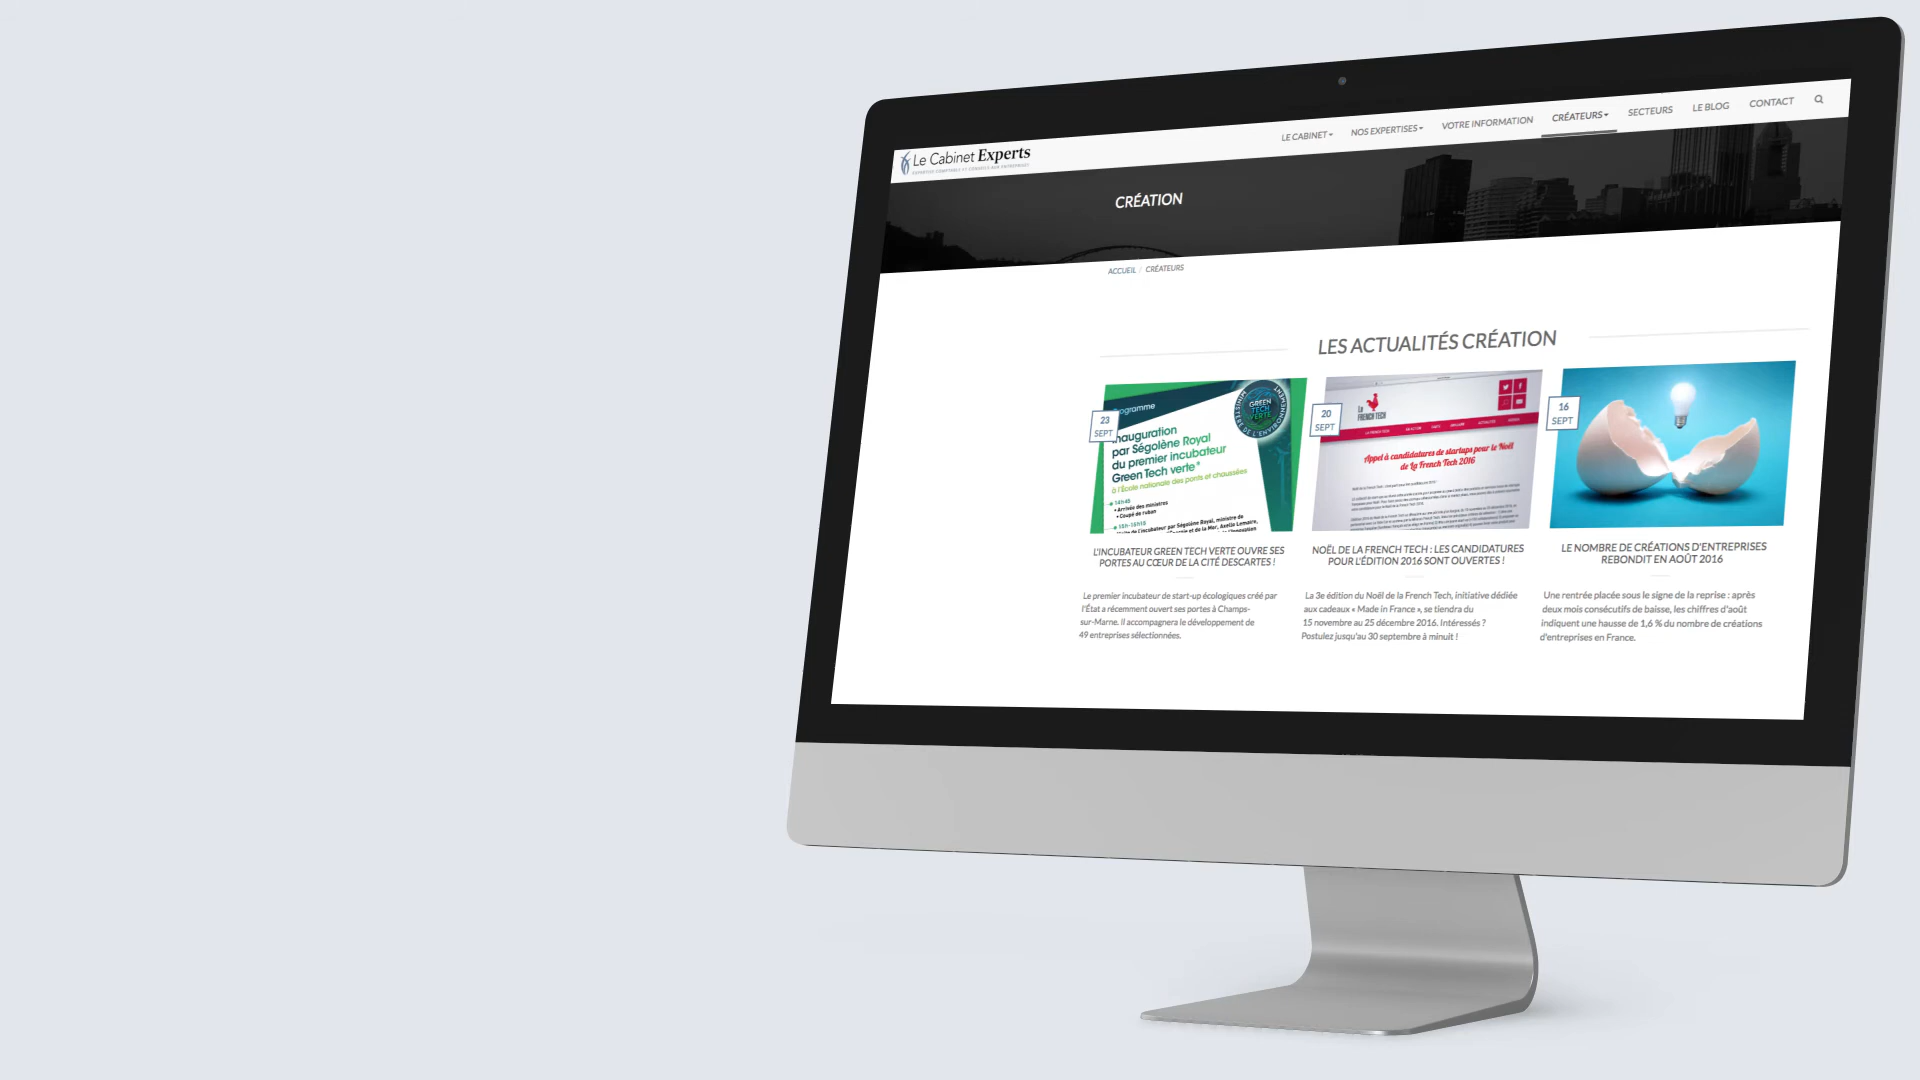 Le Cabinet Experts
EXPERTISE COMPTABLE ET CONSEILS AUX ENTREPRISES
LE CABINET
NOS EXPERTISES
VOTRE INFORMATION
CRÉATEURS
SECTEURS
LE BLOG
CONTACT
CRÉATION
ACCUEIL / CRÉATEURS
LES ACTUALITÉS CRÉATION
23
SEPT
ogramme
nauguration
par Ségolène Royal
du premier incubateur
Green Tech verte*
à l'École nationale des ponts et chaussées
14h45
• Arrivée des ministres
• Coupé de ruban
15h-15h15
incubateur par Ségolène Royal, ministre de
GREEN
TECH
VERTE
L'INCUBATEUR GREEN TECH VERTE OUVRE SES
PORTES AU CŒUR DE LA CITÉ DESCARTES !
Le premier incubateur de start-up écologiques créé par
l'État a récemment ouvert ses portes à Champs-
sur-Marne. Il accompagnera le développement de
49 entreprises sélectionnées.
20
SEPT
La
FRENCH TECH
Appel à candidatures de startups pour le Noël
de La French Tech 2016
NOËL DE LA FRENCH TECH : LES CANDIDATURES
POUR L'ÉDITION 2016 SONT OUVERTES !
La 3e édition du Noël de la French Tech, initiative dédiée
aux cadeaux « Made in France », se tiendra du
15 novembre au 25 décembre 2016. Intéressés ?
Postulez jusqu'au 30 septembre à minuit !
16
SEPT
LE NOMBRE DE CRÉATIONS D'ENTREPRISES
REBONDIT EN AOÛT 2016
Une rentrée placée sous le signe de la reprise : après
deux mois consécutifs de baisse, les chiffres d'août
indiquent une hausse de 1,6 % du nombre de créations
d'entreprises en France.